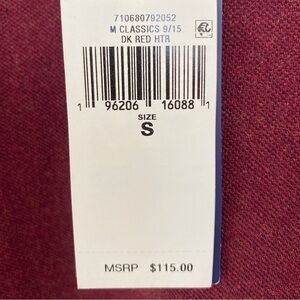 710680792052
M CLASSICS 9/15
DK RED HTR
1 96206 16088 1
SIZE
S
MSRP $115.00